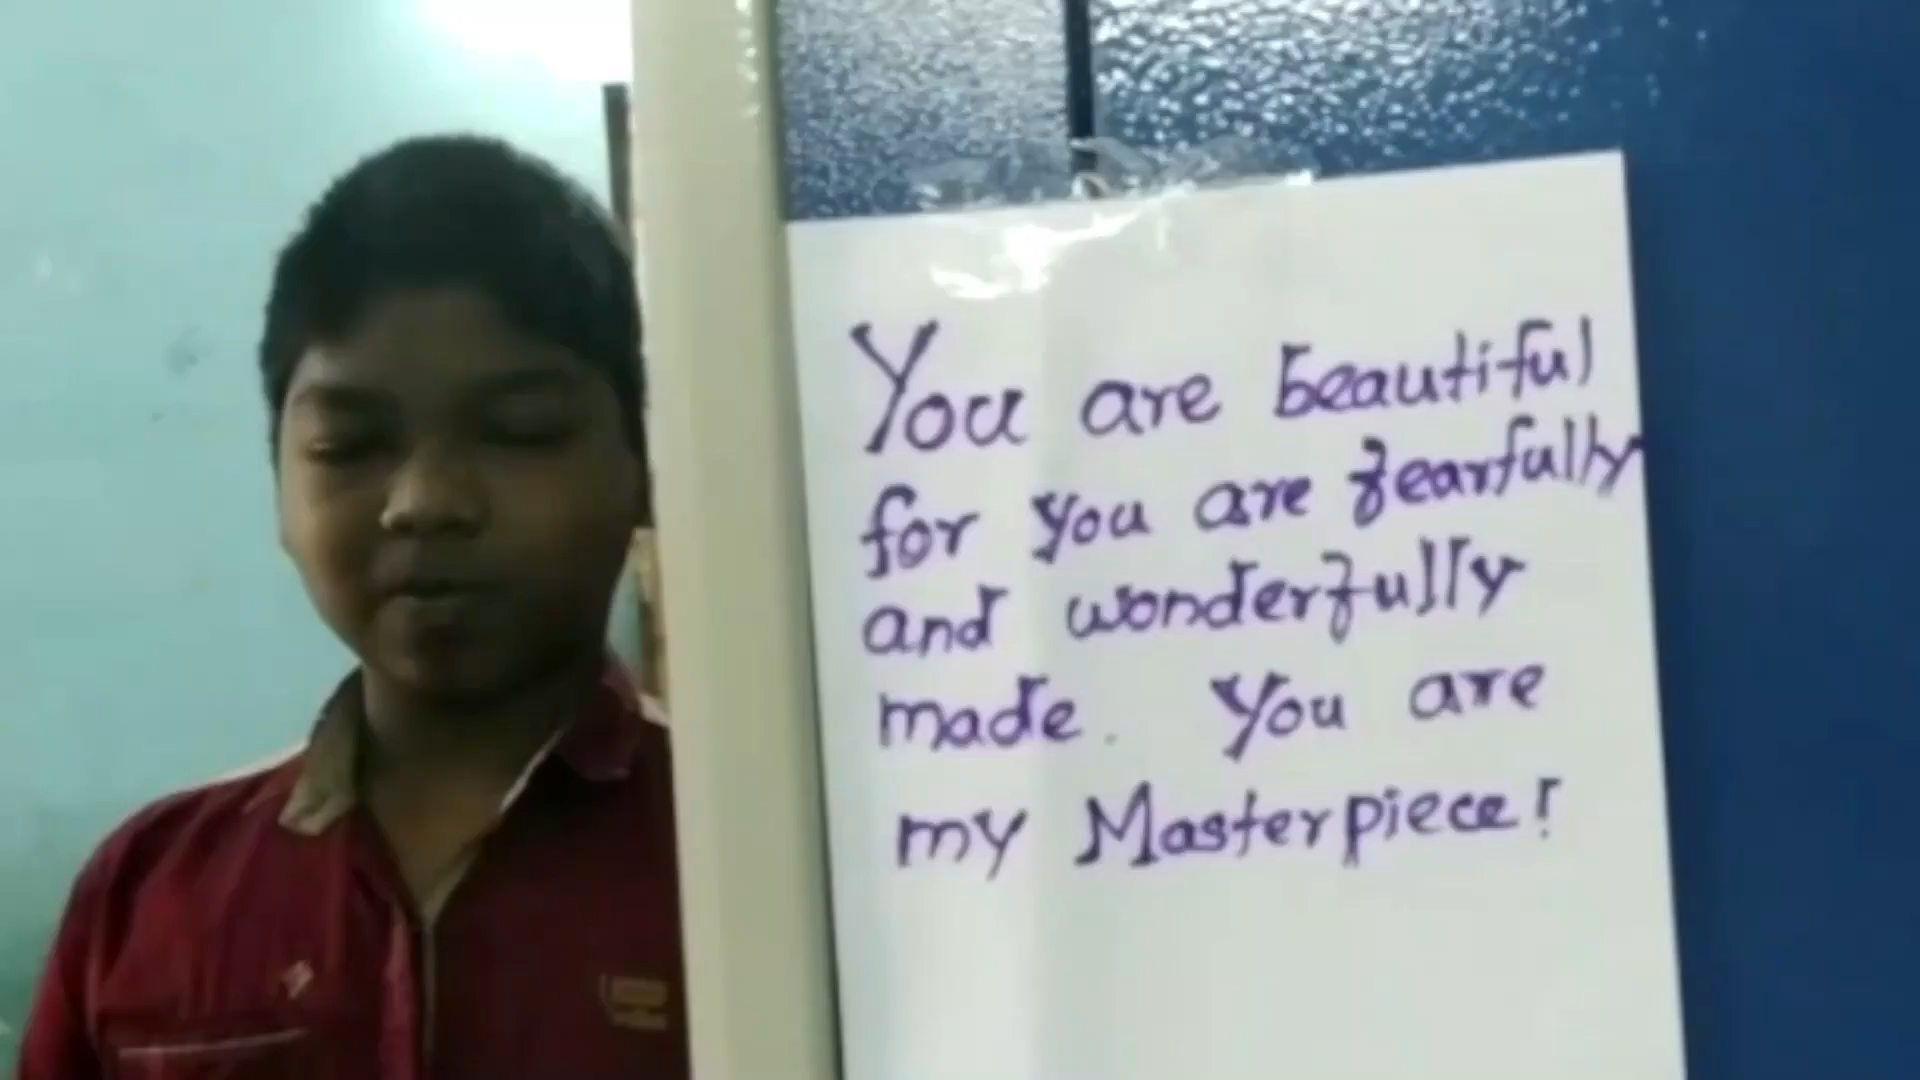 You are beautiful
for you are fearfully
and wonderfully
made. You are
my Masterpiece!